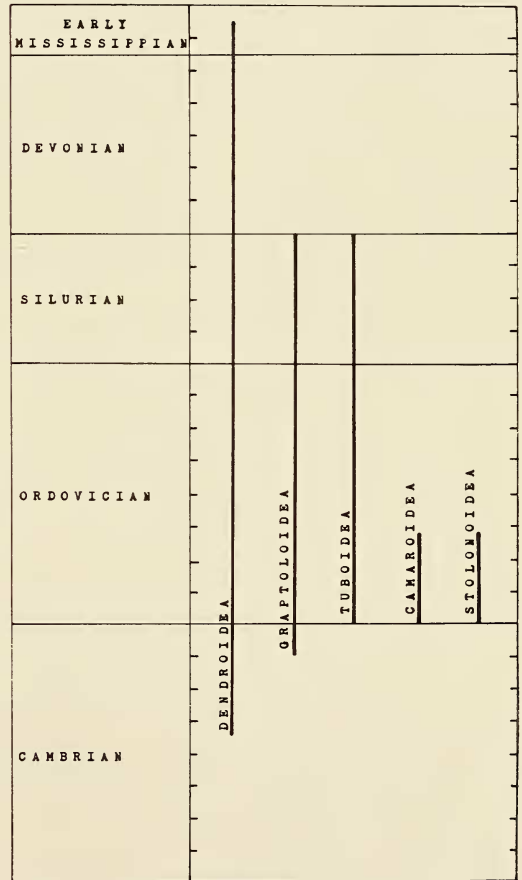 EARLY
MISSISSIPPIAN
DEVONIAN
SILURIAN
ORDOVICIAN
CAMBRIAN
DENDROIDEA
GRAPTOLOIDEA
TUBOIDEA
CAMAROIDEA
STOLONOIDEA